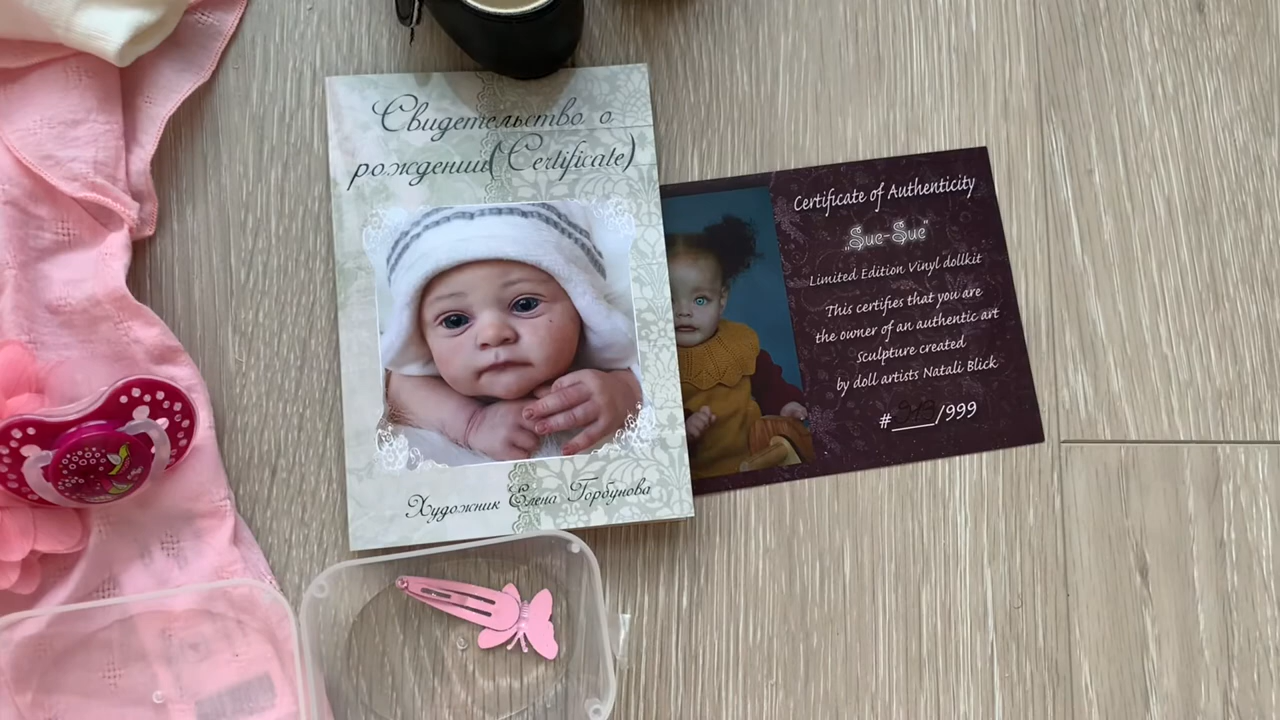 Свидетельство о
рождении(Certificate)
Художник Елена Горбунова
Certificate of Authenticity
„Sue-Sue"
Limited Edition Vinyl dollkit
This certifies that you are
the owner of an authentic art
sculpture created
by doll artists Natali Blick
#___/999